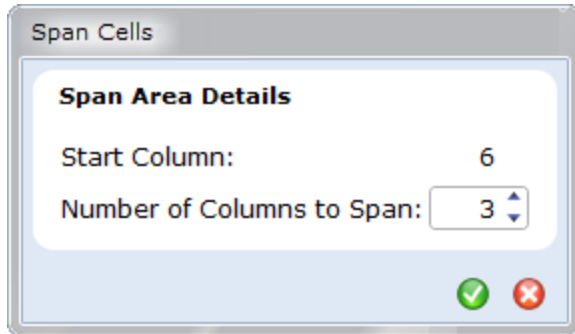 Span Cells
Span Area Details
Start Column: 6
Number of Columns to Span: 3